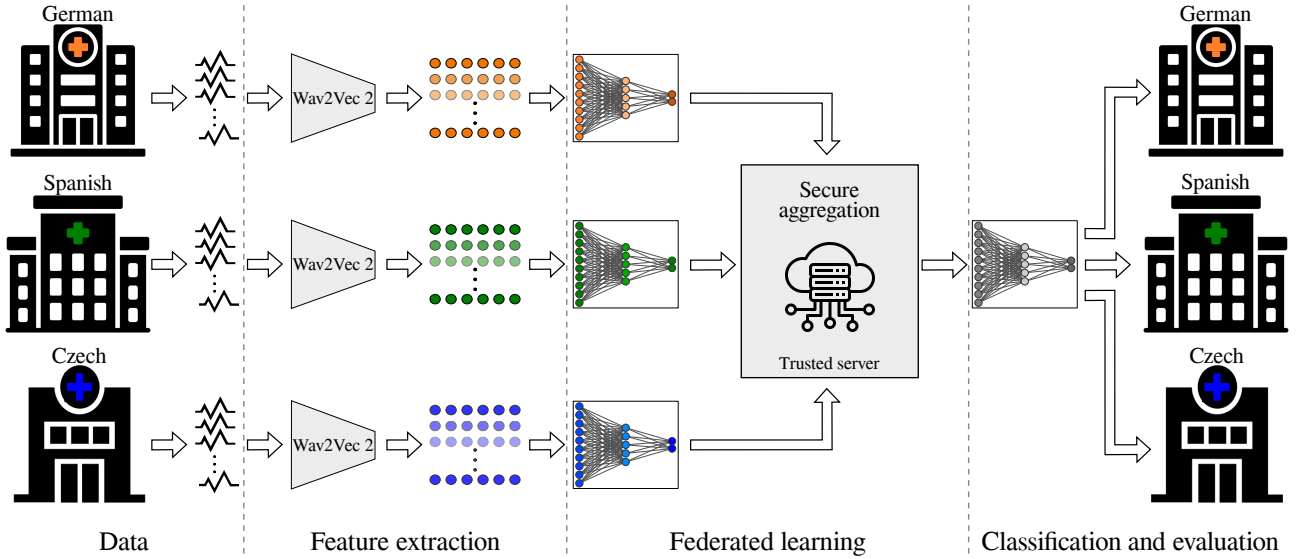 German
German
Wav2Vec 2
Spanish
Spanish
Secure
aggregation
Wav2Vec 2
Czech
Trusted server
Czech
Wav2Vec 2
Data
Feature extraction
Federated learning
Classification and evaluation